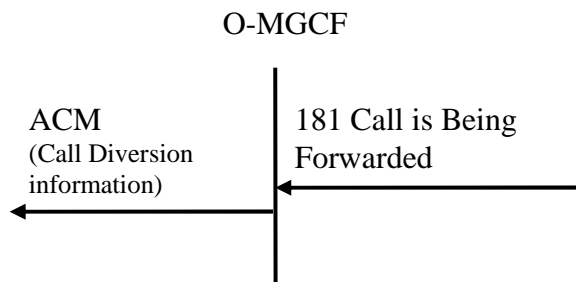 O-MGCF
ACM
(Call Diversion
information)
181 Call is Being
Forwarded